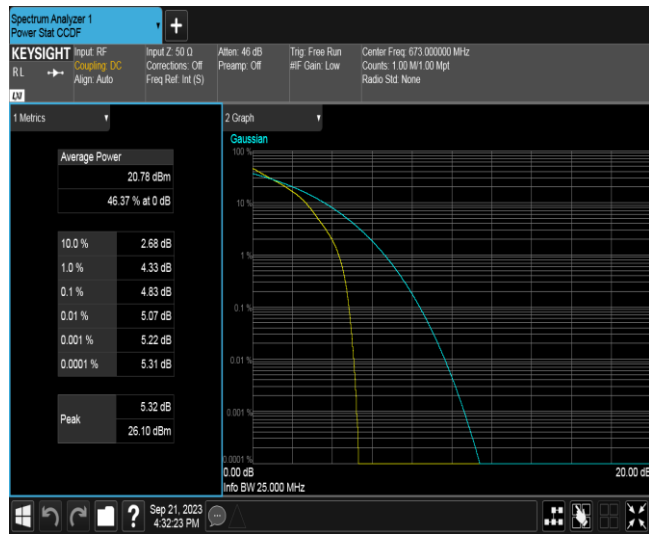 Spectrum Analyzer 1
Power Stat CCDF
+
KEYSIGHT
RL
LXI
Input: RF
Coupling: DC
Align: Auto
Input Z: 50 Ω
Corrections: Off
Freq Ref: Int (S)
Atten: 46 dB
Preamp: Off
Trig: Free Run
#IF Gain: Low
Center Freq: 673.000000 MHz
Counts: 1.00 M/1.00 Mpt
Radio Std: None
1 Metrics
Average Power
20.78 dBm
46.37 % at 0 dB
10.0 % 2.68 dB
1.0 % 4.33 dB
0.1 % 4.83 dB
0.01 % 5.07 dB
0.001 % 5.22 dB
0.0001 % 5.31 dB
Peak
5.32 dB
26.10 dBm
2 Graph
Gaussian
100 %
10 %
1 %
0.1 %
0.01 %
0.001 %
0.0001 %
0.00 dB 20.00 dB
Info BW 25.000 MHz
?
Sep 21, 2023
4:32:23 PM